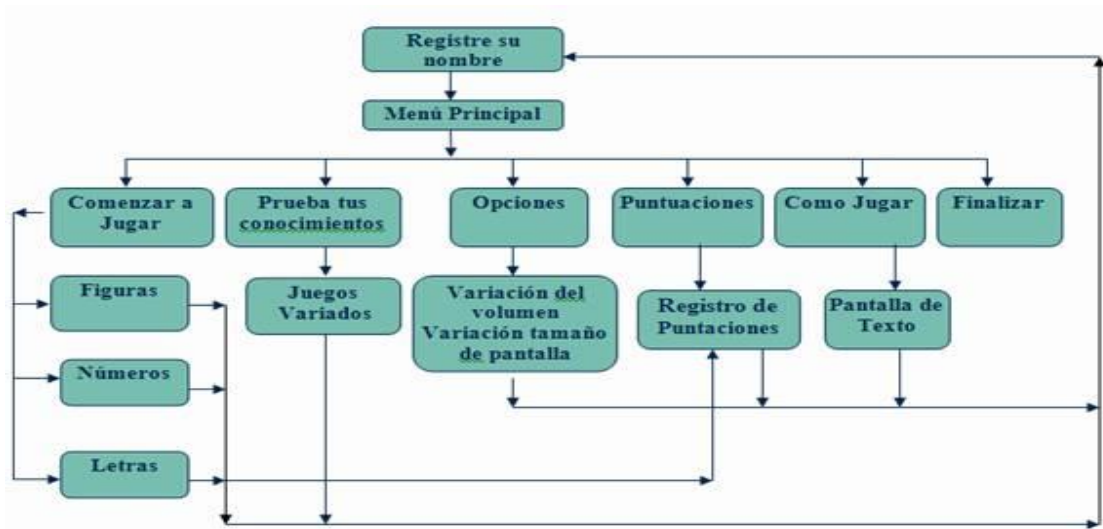 Registre su
nombre
Menú Principal
Comenzar a
Jugar
Prueba tus
conocimientos
Opciones
Puntuaciones
Como Jugar
Finalizar
Figuras
Juegos
Variados
Variación del
volumen
Variación tamaño
de pantalla
Registro de
Puntaciones
Pantalla de
Texto
Números
Letras